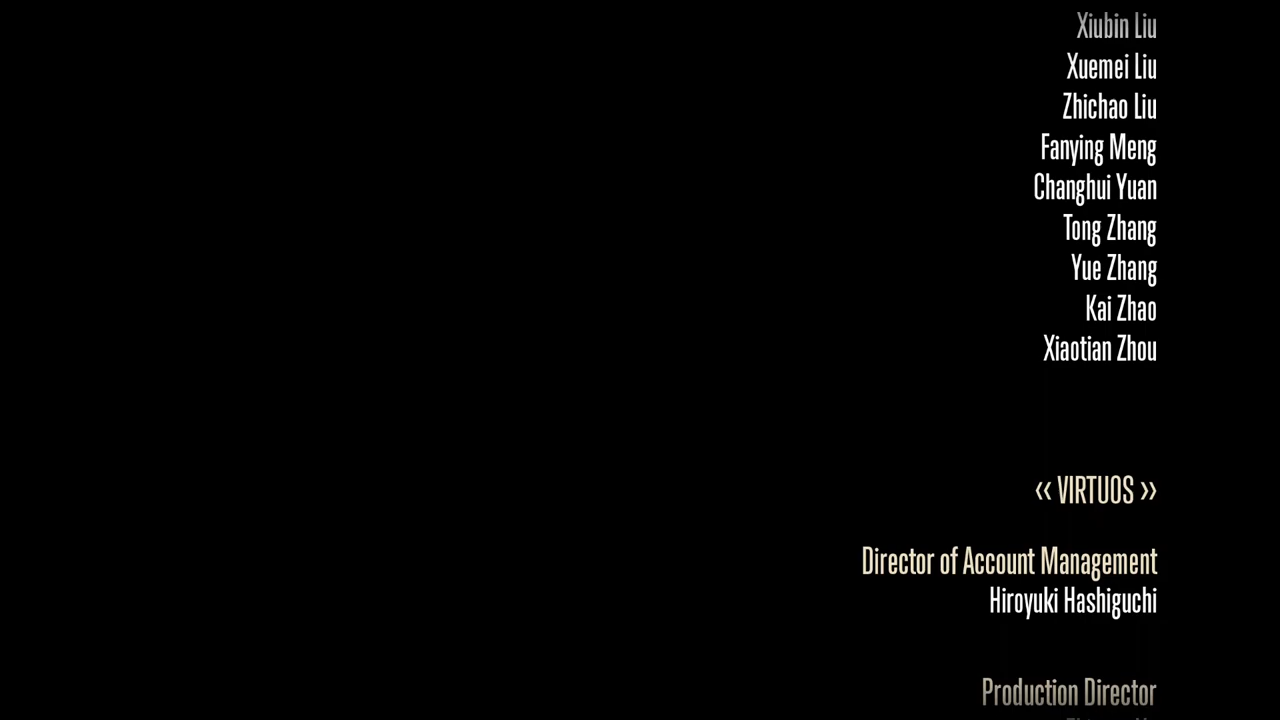 Xiubin Liu
Xuemei Liu
Zhichao Liu
Fanying Meng
Changhui Yuan
Tong Zhang
Yue Zhang
Kai Zhao
Xiaotian Zhou
‹‹ VIRTUOS ››
Director of Account Management
Hiroyuki Hashiguchi
Production Director